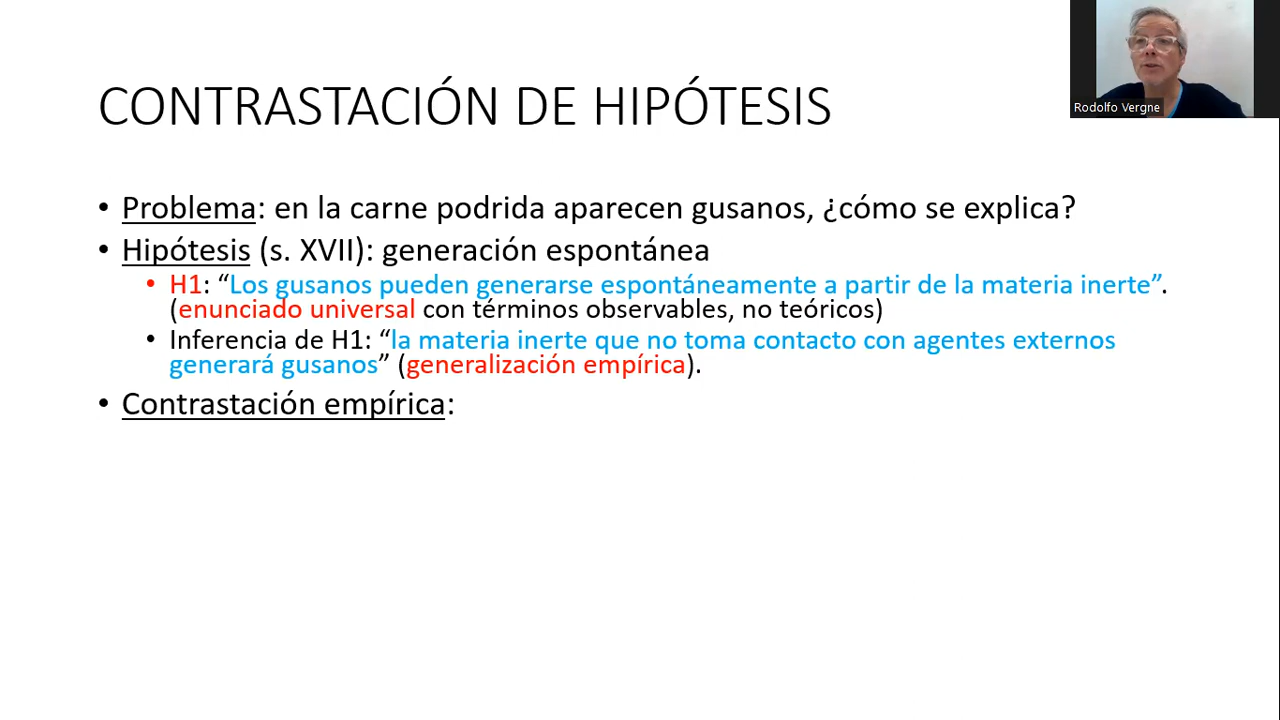 CONTRASTACIÓN DE HIPÓTESIS
Rodolfo Vergne
• Problema: en la carne podrida aparecen gusanos, ¿cómo se explica?
• Hipótesis (s. XVII): generación espontánea
• H1: “Los gusanos pueden generarse espontáneamente a partir de la materia inerte”.
(enunciado universal con términos observables, no teóricos)
• Inferencia de H1: “la materia inerte que no toma contacto con agentes externos
generará gusanos” (generalización empírica).
• Contrastación empírica: